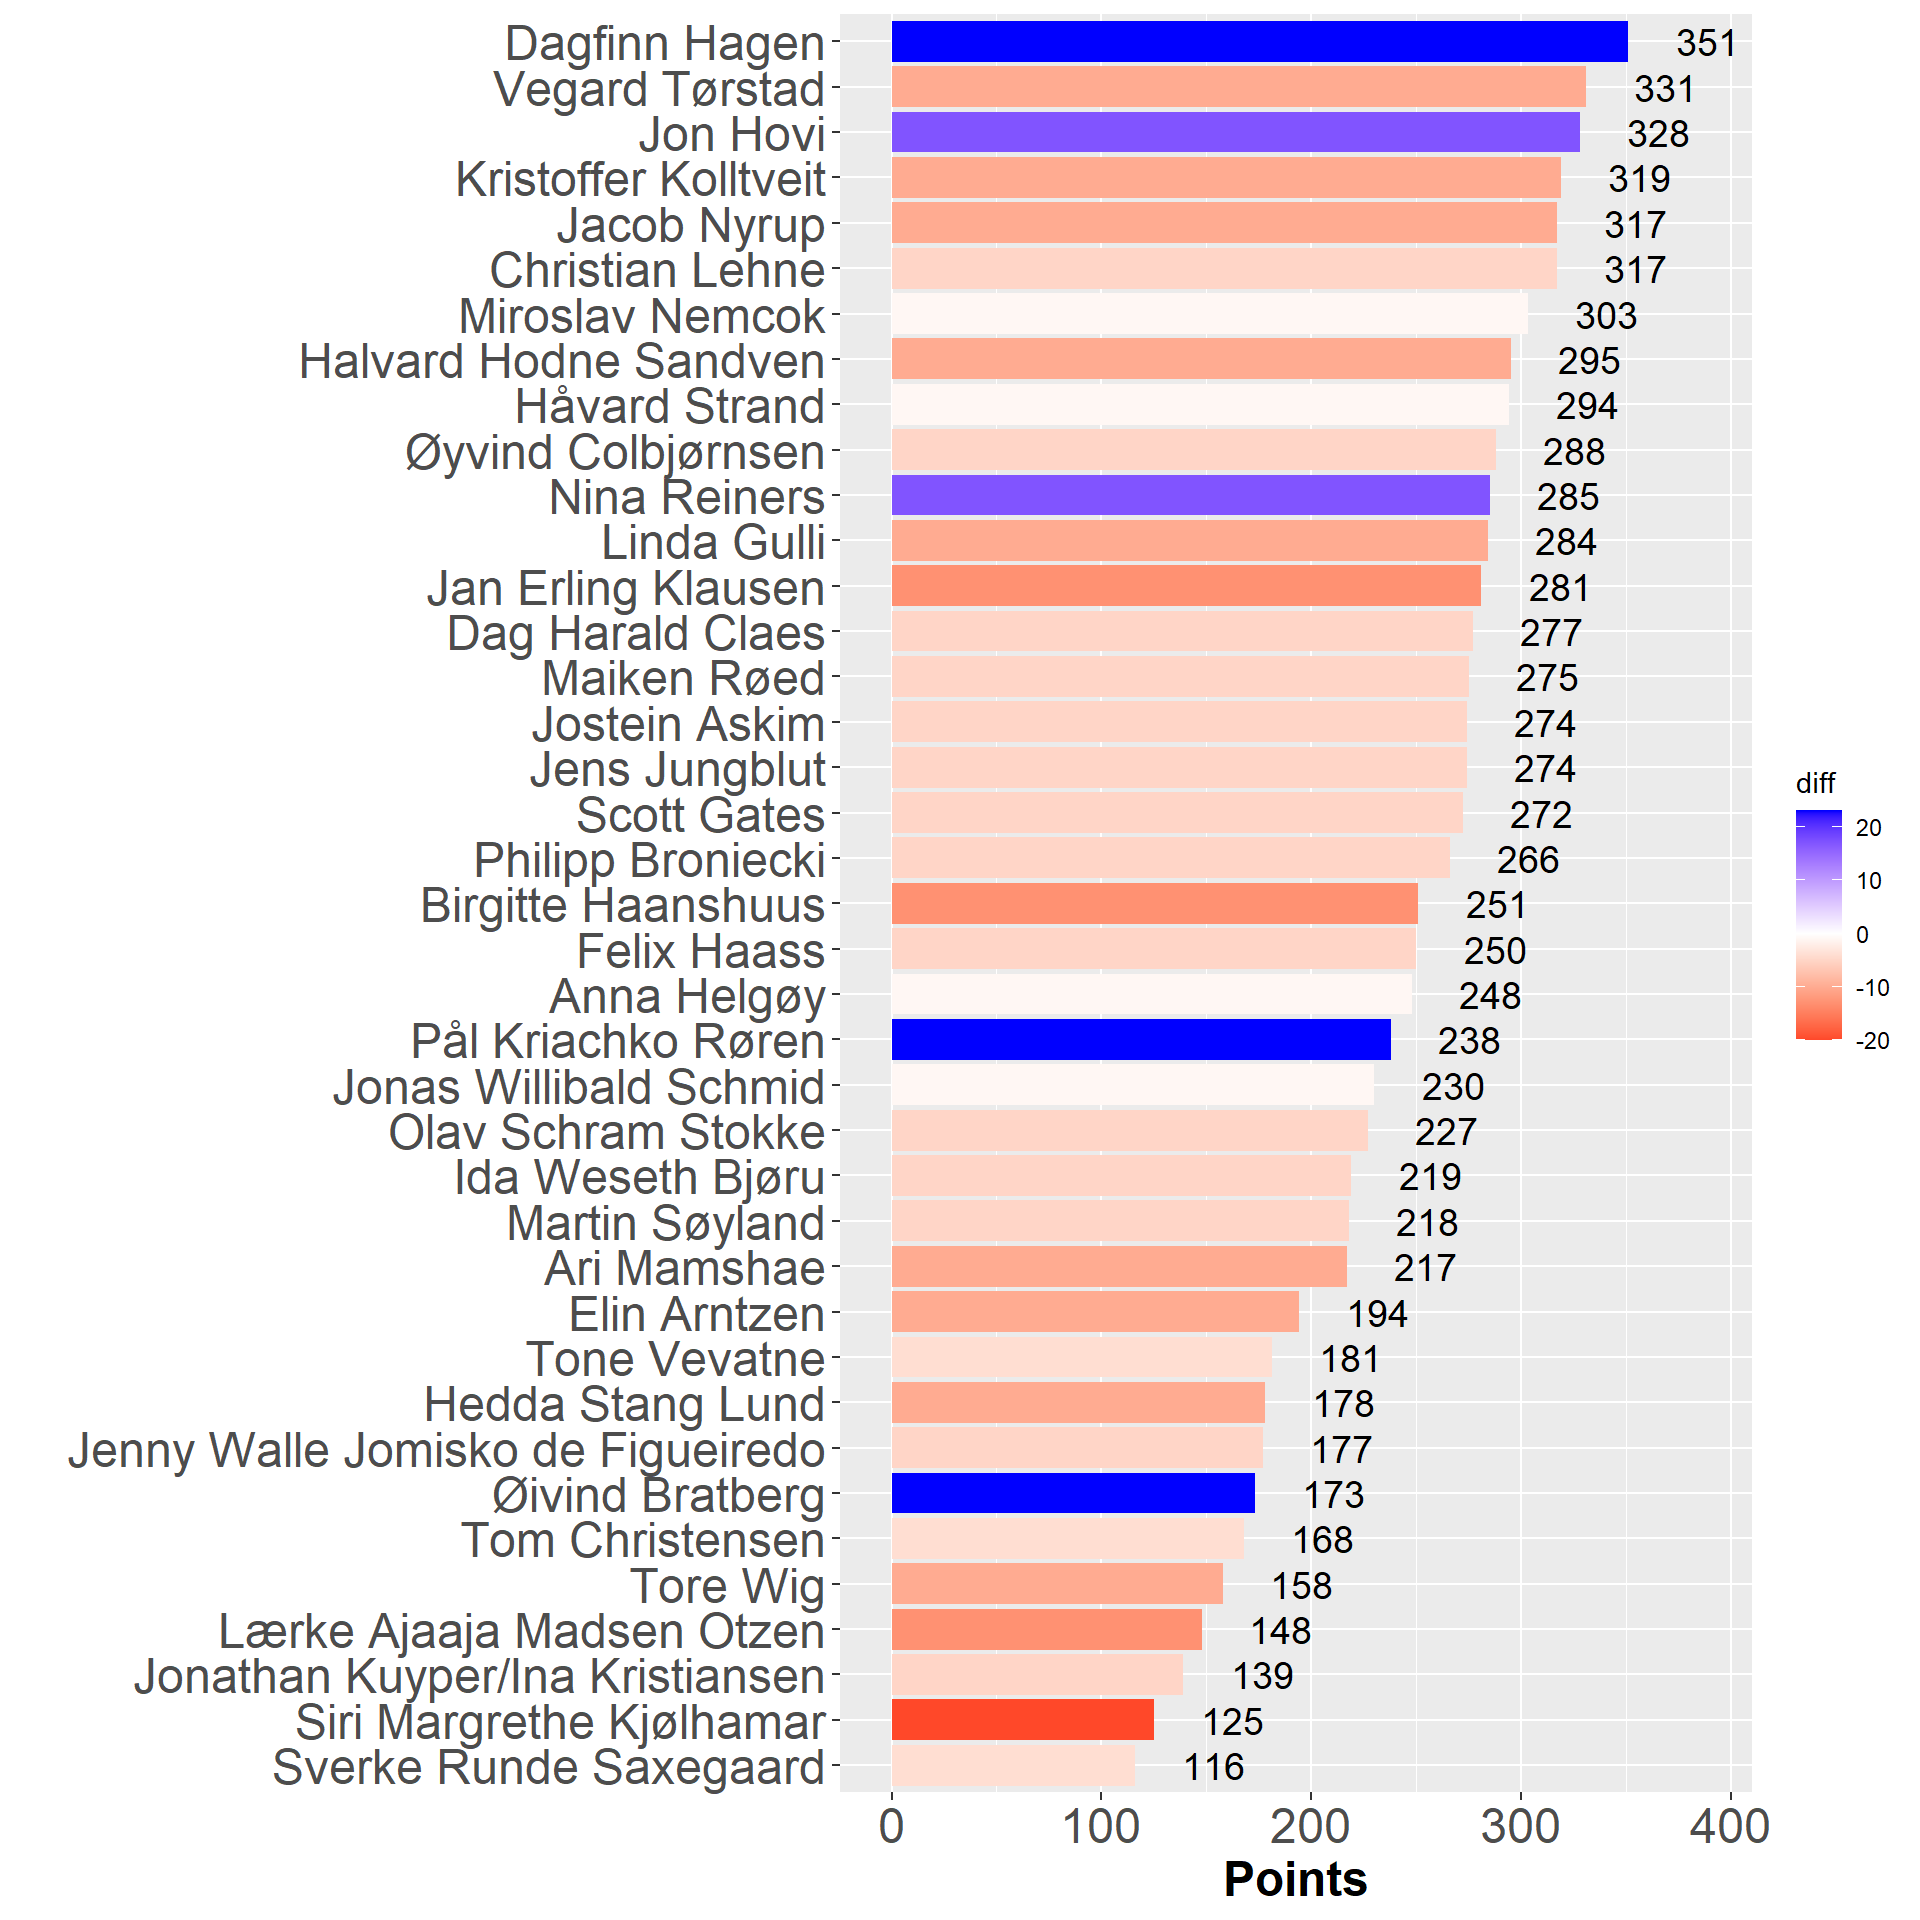 Dagfinn Hagen 351
Vegard Tørstad 331
Jon Hovi 328
Kristoffer Kolltveit 319
Jacob Nyrup 317
Christian Lehne 317
Miroslav Nemcok 303
Halvard Hodne Sandven 295
Håvard Strand 294
Øyvind Colbjørnsen 288
Nina Reiners 285
Linda Gulli 284
Jan Erling Klausen 281
Dag Harald Claes 277
Maiken Røed 275
Jostein Askim 274
Jens Jungblut 274
Scott Gates 272
Philipp Broniecki 266
Birgitte Haanshuus 251
Felix Haass 250
Anna Helgøy 248
Pål Kriachko Røren 238
Jonas Willibald Schmid 230
Olav Schram Stokke 227
Ida Weseth Bjøru 219
Martin Søyland 218
Ari Mamshae 217
Elin Arntzen 194
Tone Vevatne 181
Hedda Stang Lund 178
Jenny Walle Jomisko de Figueiredo 177
Øivind Bratberg 173
Tom Christensen 168
Tore Wig 158
Lærke Ajaaja Madsen Otzen 148
Jonathan Kuyper/Ina Kristiansen 139
Siri Margrethe Kjølhamar 125
Sverke Runde Saxegaard 116
0 100 200 300 400
Points
diff
20
10
0
-10
-20